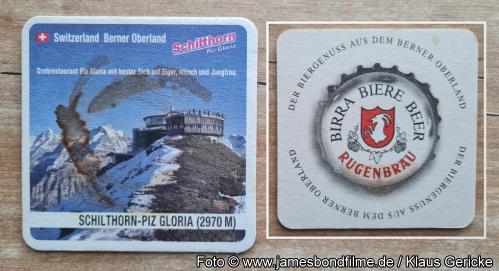 Switzerland Berner Oberland
Schilthorn
Piz Gloria
Drehrestaurant Piz Gloria mit bester Sich auf Eiger, Mönch und Jungfrau.
SCHILTHORN-PIZ GLORIA (2970 M)
DER BIERGENUSS AUS DEM BERNER OBERLAND
BIRRA BIERE BEER
RUGENBRÄU
DER BIERGENUSS AUS DEM BERNER OBERLAND
Foto © www.jamesbondfilme.de / Klaus Gericke